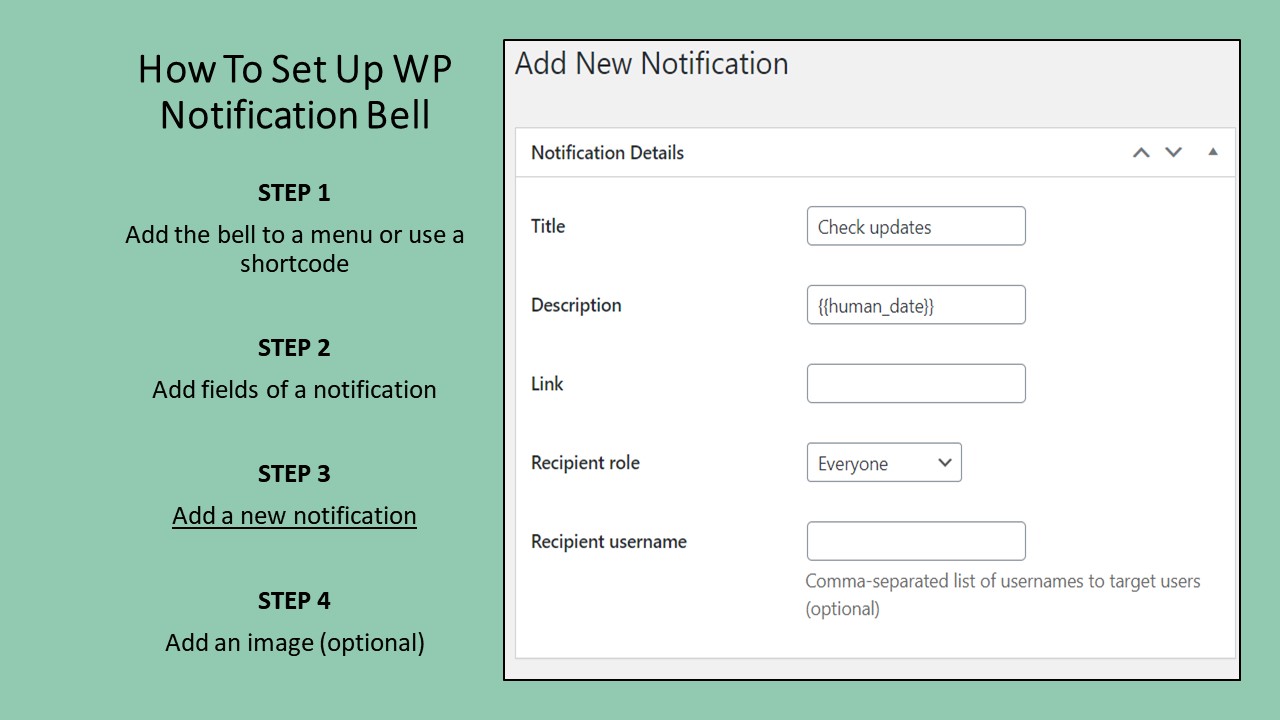 How To Set Up WP
Notification Bell
STEP 1
Add the bell to a menu or use a
shortcode
STEP 2
Add fields of a notification
STEP 3
Add a new notification
STEP 4
Add an image (optional)
Add New Notification
Notification Details
Title
Check updates
Description
{{human_date}}
Link
Recipient role
Everyone
Recipient username
Comma-separated list of usernames to target users
(optional)